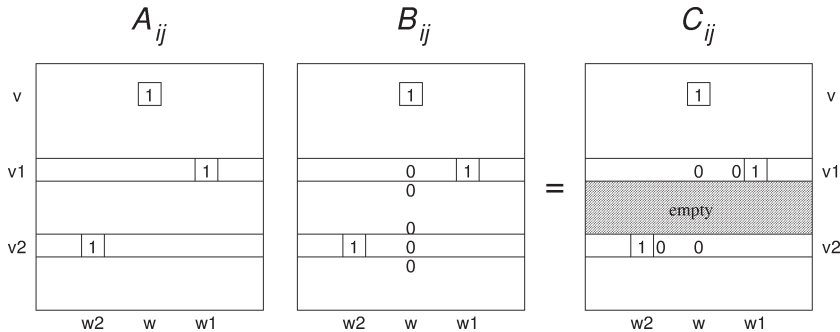 A ij B ij C ij
v 1 1 1 v
v1 1 0 1 0 0 1 v1
0
= empty
0
v2 1 1 0 1 0 0 v2
0
w2 w w1 w2 w w1 w2 w w1